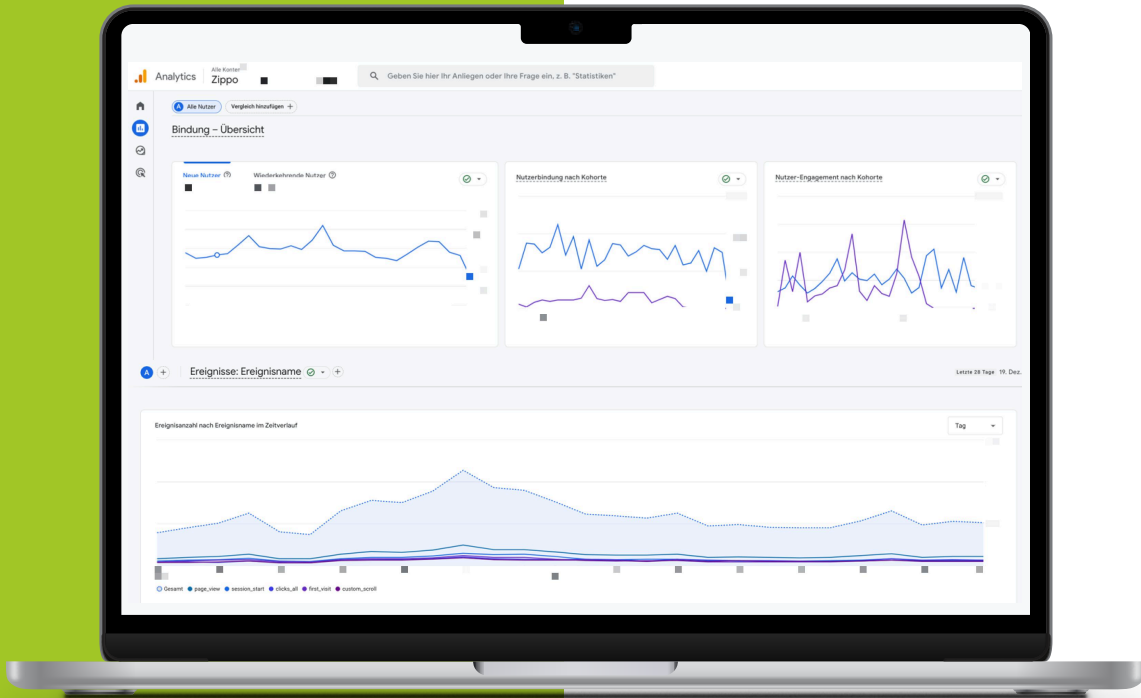 Alle Konten
Analytics
Zippo
Geben Sie hier Ihr Anliegen oder Ihre Frage ein, z. B. "Statistiken"
A Alle Nutzer
Vergleich hinzufügen +
Bindung – Übersicht
Neue Nutzer
Wiederkehrende Nutzer
Nutzerbindung nach Kohorte
Nutzer-Engagement nach Kohorte
A + Ereignisse: Ereignisname +
Letzte 28 Tage 19. Dez.
Ereignisanzahl nach Ereignisname im Zeitverlauf
Tag
Gesamt page_view session_start clicks_all first_visit custom_scroll